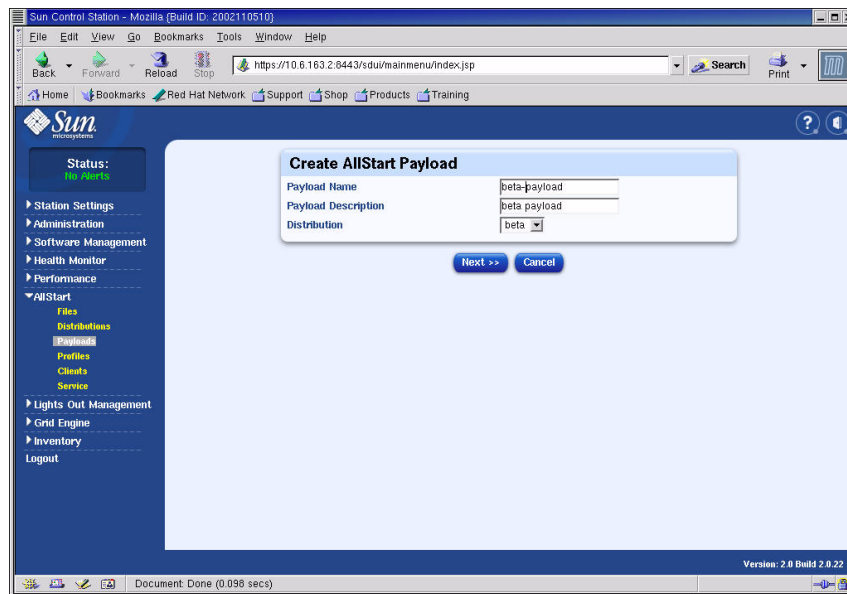 Sun Control Station - Mozilla {Build ID: 2002110510}
File Edit View Go Bookmarks Tools Window Help
Back Forward Reload Stop https://10.6.163.2:8443/sdui/mainmenu/index.jsp Search Print
Home Bookmarks Red Hat Network Support Shop Products Training
Sun
microsystems
?
Status:
No Alerts
Station Settings
Administration
Software Management
Health Monitor
Performance
AllStart
Files
Distributions
Payloads
Profiles
Clients
Service
Lights Out Management
Grid Engine
Inventory
Logout
Create AllStart Payload
Payload Name beta-payload
Payload Description beta payload
Distribution beta
Next >> Cancel
Version: 2.0 Build 2.0.22
Document: Done (0.098 secs)